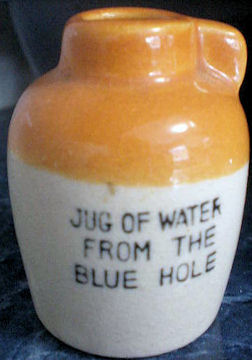 JUG OF WATER
FROM THE
BLUE HOLE